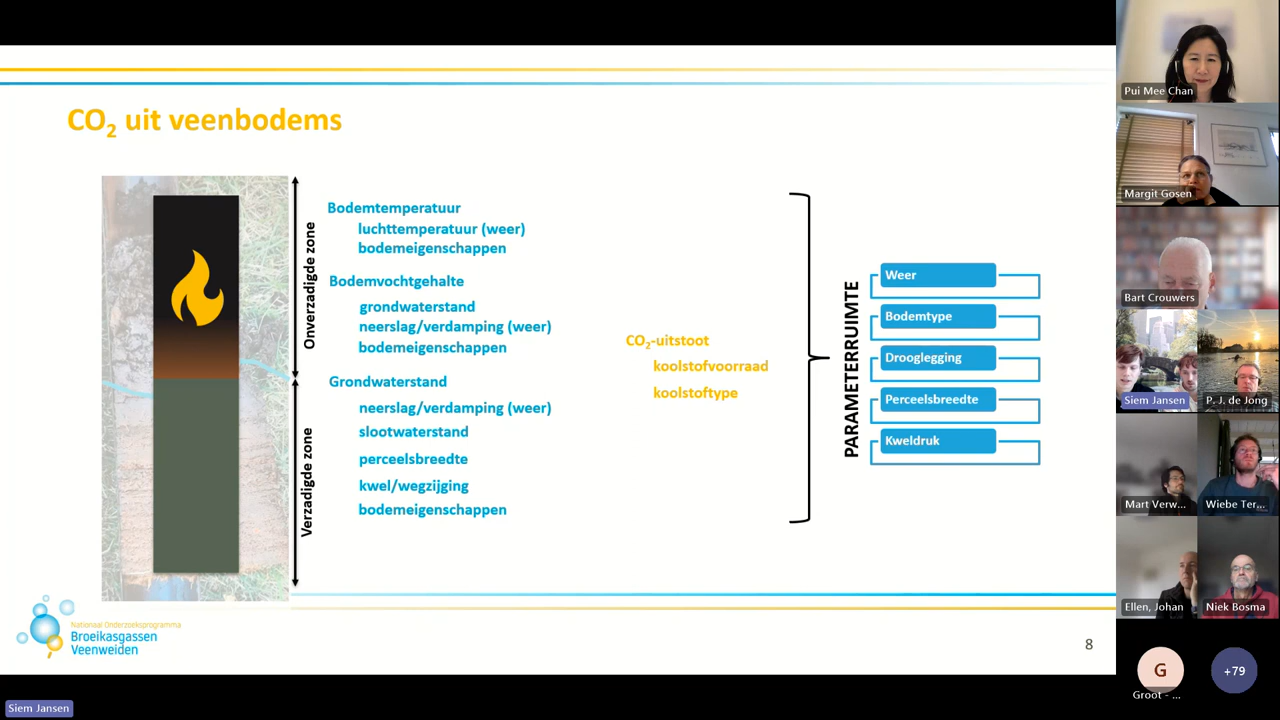 CO₂ uit veenbodems
Onverzadigde zone
Verzadigde zone
Bodemtemperatuur
luchttemperatuur (weer)
bodemeigenschappen
Bodemvochtgehalte
grondwaterstand
neerslag/verdamping (weer)
bodemeigenschappen
Grondwaterstand
neerslag/verdamping (weer)
slootwaterstand
perceelsbreedte
kwel/wegzijging
bodemeigenschappen
CO₂-uitstoot
koolstofvoorraad
koolstoftype
PARAMETERRUIMTE
Weer
Bodemtype
Drooglegging
Perceelsbreedte
Kweldruk
Nationaal Onderzoeksprogramma
Broeikasgassen
Veenweiden
8
Siem Jansen
Pui Mee Chan
Margit Gosen
Bart Crouwers
Siem Jansen
P. J. de Jong
Mart Verw...
Wiebe Ter...
Ellen, Johan
Niek Bosma
G
Groot - ...
+79